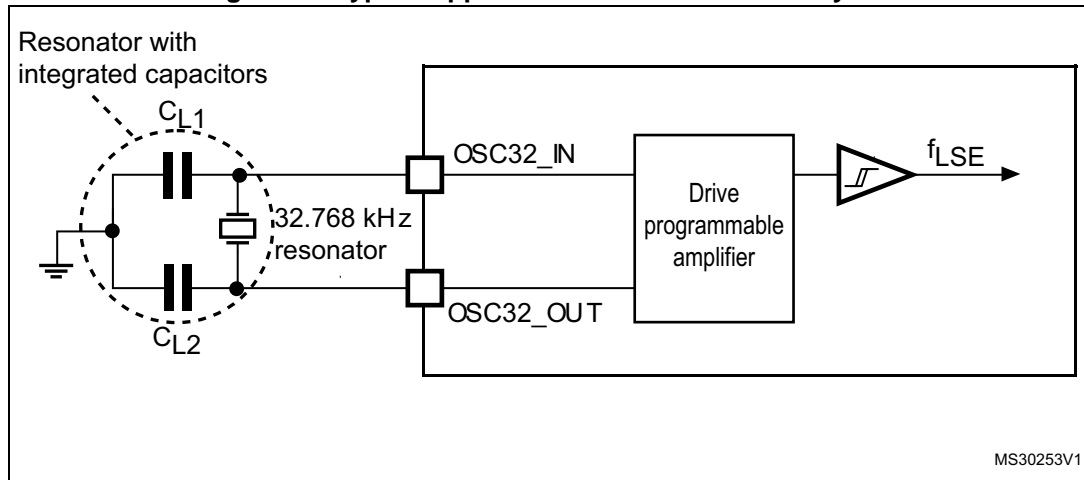 Resonator with
integrated capacitors
CL1
OSC32_IN
fLSE
Drive
programmable
amplifier
32.768 kHz
resonator
OSC32_OUT
CL2
MS30253V1